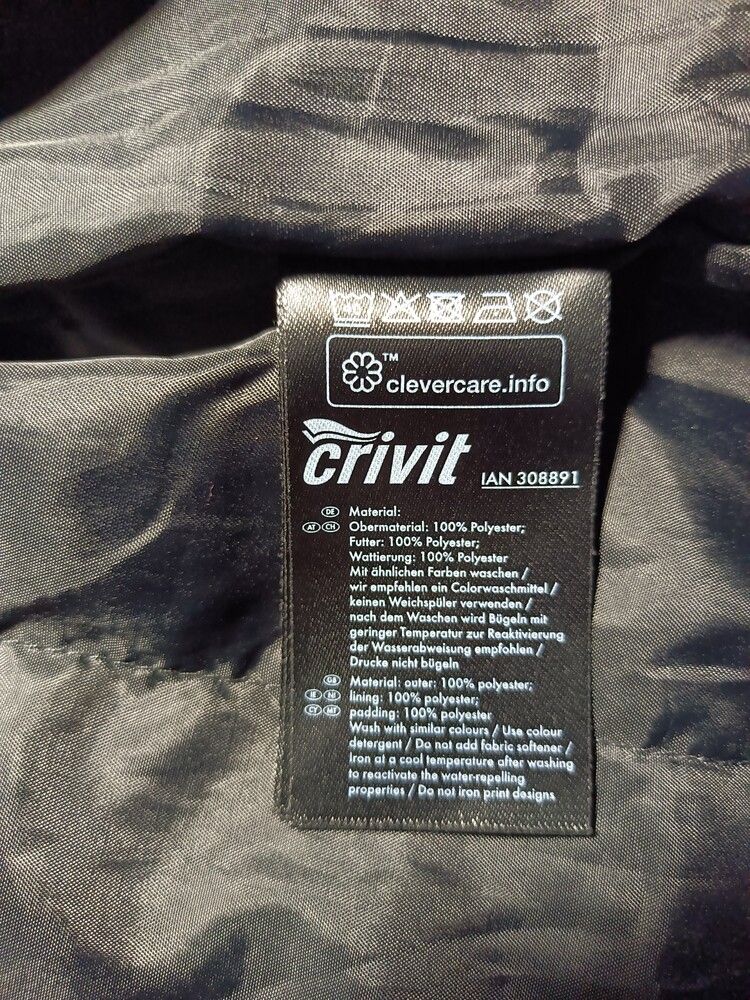 TM
clevercare.info
crivit
IAN 308891
DE Material:
AT CH Obermaterial: 100% Polyester;
Futter: 100% Polyester;
Wattierung: 100% Polyester
Mit ähnlichen Farben waschen /
wir empfehlen ein Colorwaschmittel /
keinen Weichspüler verwenden /
nach dem Waschen wird Bügeln mit
geringer Temperatur zur Reaktivierung
der Wasserabweisung empfohlen /
Drucke nicht bügeln
GB Material: outer: 100% polyester;
IE NI lining: 100% polyester;
CY MT padding: 100% polyester
Wash with similar colours / Use colour
detergent / Do not add fabric softener /
Iron at a cool temperature after washing
to reactivate the water-repelling
properties / Do not iron print designs